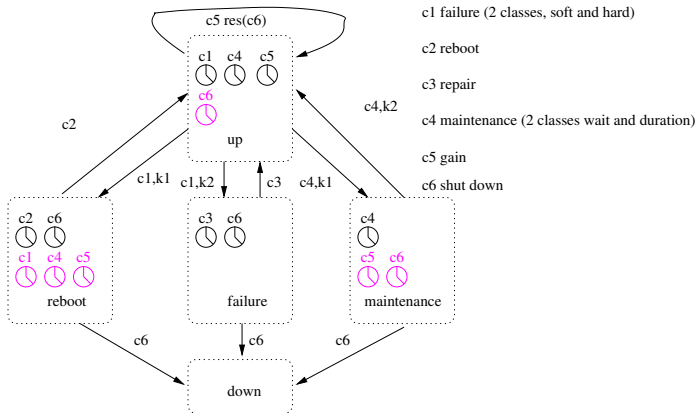 c5 res(c6)
c1 failure (2 classes, soft and hard)
c2 reboot
c3 repair
c4 maintenance (2 classes wait and duration)
c5 gain
c6 shut down
c1 c4 c5
c6
up
c2
c1,k1
c1,k2
c3
c4,k1
c4,k2
c2 c6
c1 c4 c5
reboot
c3 c6
failure
c4
c5 c6
maintenance
c6
c6
c6
down